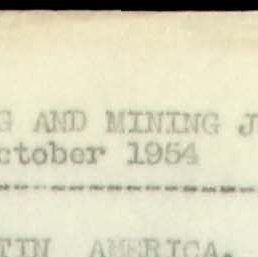 G AND MINING J
ctober 1954
TIN AMERICA.